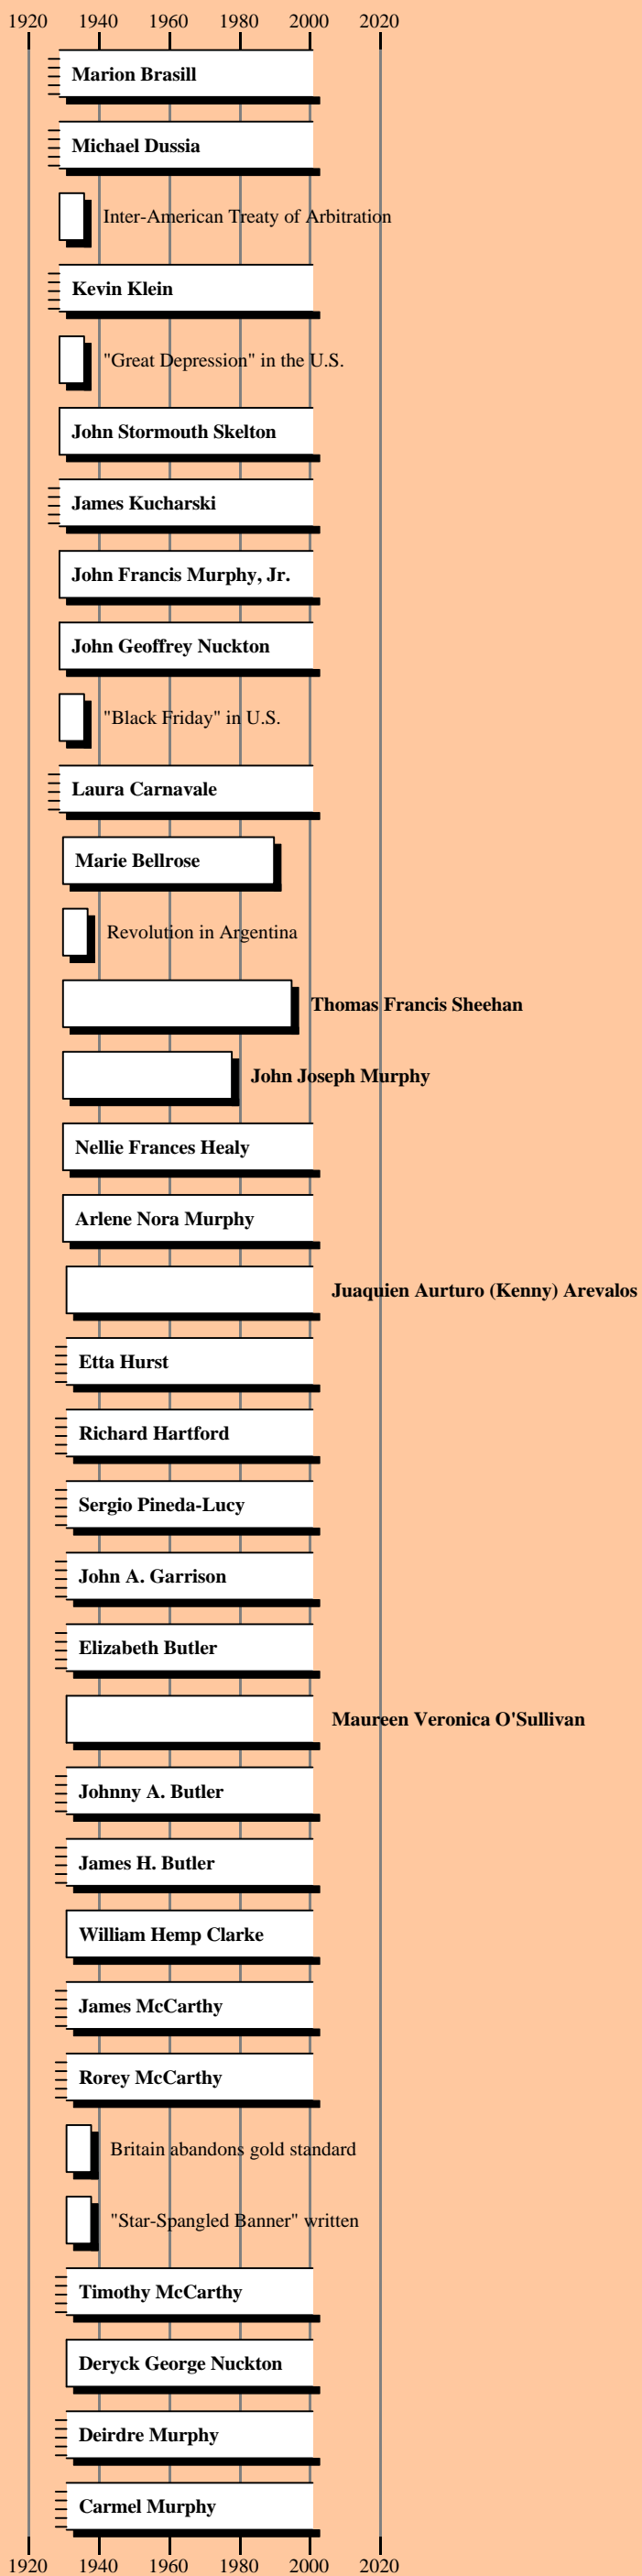 1920 1940 1960 1980 2000 2020
Marion Brasill
Michael Dussia
Inter-American Treaty of Arbitration
Kevin Klein
"Great Depression" in the U.S.
John Stormouth Skelton
James Kucharski
John Francis Murphy, Jr.
John Geoffrey Nuckton
"Black Friday" in U.S.
Laura Carnavale
Marie Bellrose
Revolution in Argentina
Thomas Francis Sheehan
John Joseph Murphy
Nellie Frances Healy
Arlene Nora Murphy
Juaquien Aurturo (Kenny) Arevalos
Etta Hurst
Richard Hartford
Sergio Pineda-Lucy
John A. Garrison
Elizabeth Butler
Maureen Veronica O'Sullivan
Johnny A. Butler
James H. Butler
William Hemp Clarke
James McCarthy
Rorey McCarthy
Britain abandons gold standard
"Star-Spangled Banner" written
Timothy McCarthy
Deryck George Nuckton
Deirdre Murphy
Carmel Murphy
1920 1940 1960 1980 2000 2020